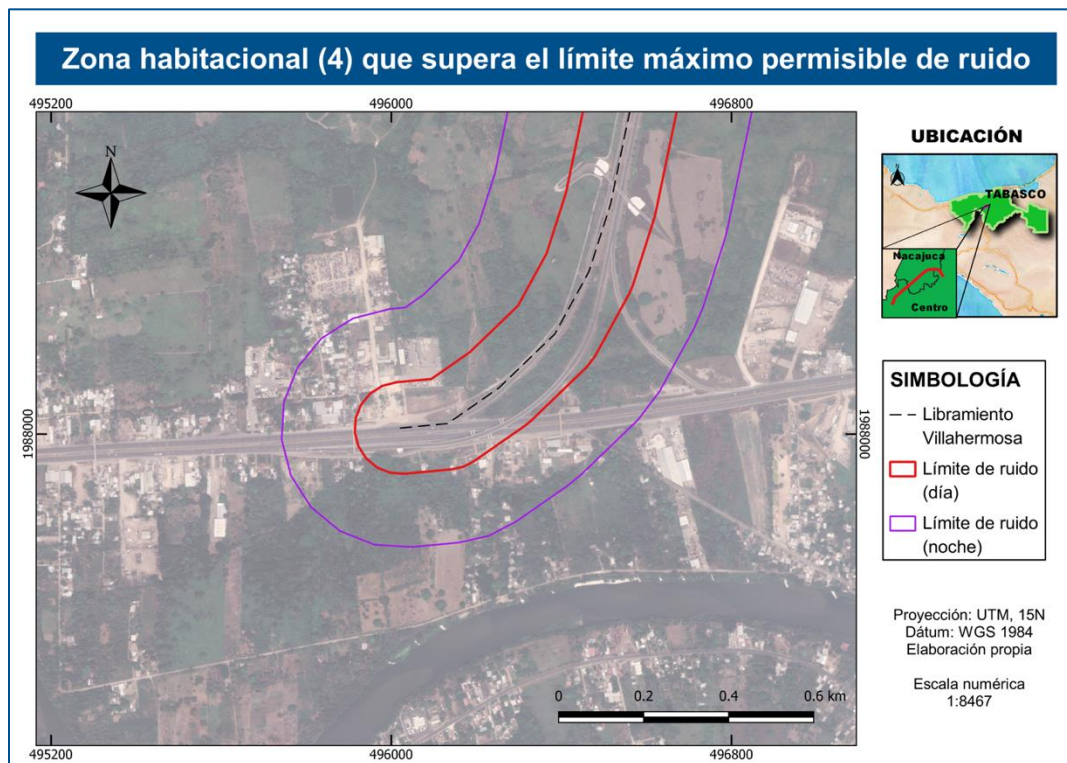 Zona habitacional (4) que supera el límite máximo permisible de ruido
495200
496000
496800
N
1988000
1988000
0
0.2
0.4
0.6 km
495200
496000
496800
UBICACIÓN
N
TABASCO
Nacajuca
Centro
SIMBOLOGÍA
Libramiento
Villahermosa
Límite de ruido
(día)
Límite de ruido
(noche)
Proyección: UTM, 15N
Dátum: WGS 1984
Elaboración propia
Escala numérica
1:8467